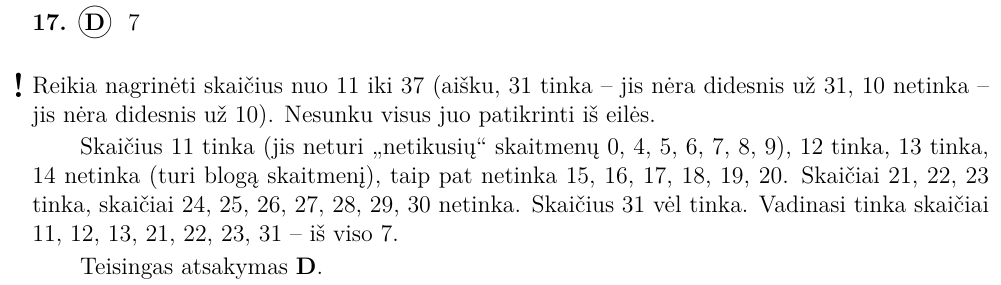 17. D 7
! Reikia nagrinėti skaičius nuo 11 iki 37 (aišku, 31 tinka – jis nėra didesnis už 31, 10 netinka –
jis nėra didesnis už 10). Nesunku visus juo patikrinti iš eilės.
Skaičius 11 tinka (jis neturi „netikusių“ skaitmenų 0, 4, 5, 6, 7, 8, 9), 12 tinka, 13 tinka,
14 netinka (turi blogą skaitmenį), taip pat netinka 15, 16, 17, 18, 19, 20. Skaičiai 21, 22, 23
tinka, skaičiai 24, 25, 26, 27, 28, 29, 30 netinka. Skaičius 31 vėl tinka. Vadinasi tinka skaičiai
11, 12, 13, 21, 22, 23, 31 – iš viso 7.
Teisingas atsakymas D.